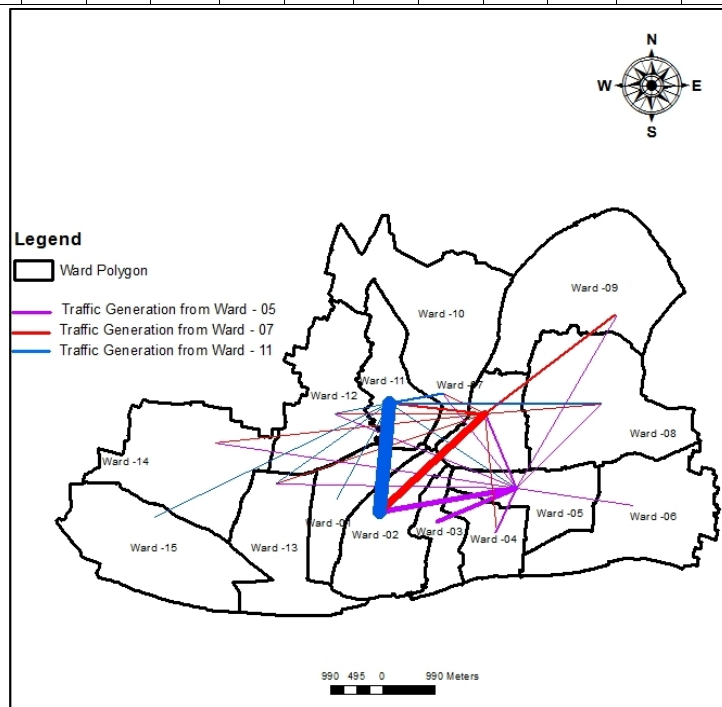 N
W E
S
Legend
Ward Polygon
Traffic Generation from Ward - 05
Traffic Generation from Ward - 07
Traffic Generation from Ward - 11
Ward -09
Ward -10
Ward -11
Ward -07
Ward -12
Ward -08
Ward -14
Ward -05
Ward -06
Ward -01
Ward -02
Ward -03
Ward -04
Ward -15
Ward -13
990 495 0 990 Meters